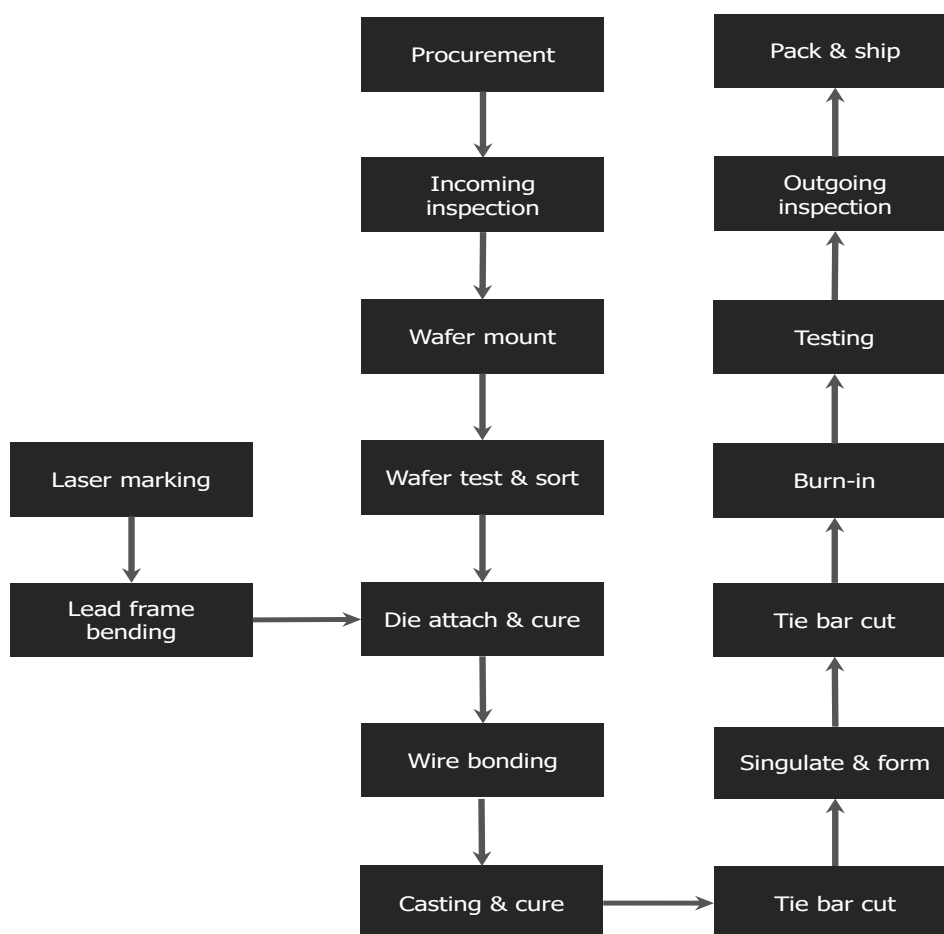 Procurement
Incoming
inspection
Wafer mount
Wafer test & sort
Laser marking
Lead frame
bending
Die attach & cure
Wire bonding
Casting & cure
Tie bar cut
Singulate & form
Tie bar cut
Burn-in
Testing
Outgoing
inspection
Pack & ship